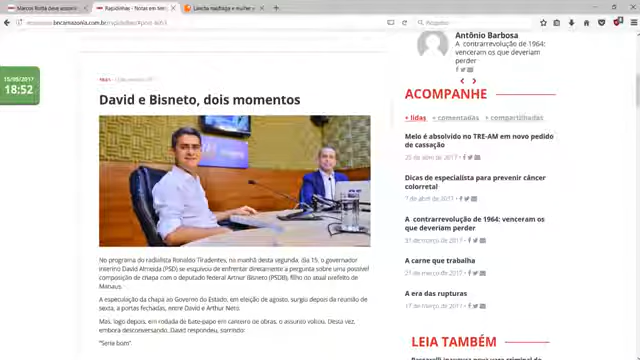 Marcos Rotta deve assumir
Rapidinhas - Notas em tem
bncamazonia.com.br
Pesquisar
15/05/2017
18:52
David e Bisneto, dois momentos
No programa do radialista Ronaldo Tiradentes, na manhã desta segunda, dia 15, o governador
interino David Almeida (PSD) se esquivou de enfrentar diretamente a pergunta sobre uma possível
composição de chapa com o deputado federal Arthur Bisneto (PSDB), filho do atual prefeito de
Manaus.
A especulação da chapa ao Governo do Estado, em eleição de agosto, surgiu depois da reunião de
sexta, a portas fechadas, entre David e Arthur Neto.
Mas, logo depois, em rodada de bate-papo em canteiro de obras, o assunto voltou. Desta vez,
embora desconversando, David respondeu, sorrindo:
"Seria bom".
Antônio Barbosa
A contrarrevolução de 1964:
venceram os que deveriam
perder
ACOMPANHE
+ lidas + comentadas + compartilhadas
Melo é absolvido no TRE-AM em novo pedido
de cassação
25 de abril de 2017
Dicas de especialista para prevenir câncer
colorretal
7 de abril de 2017
A contrarrevolução de 1964: venceram os
que deveriam perder
31 de março de 2017
A carne que trabalha
21 de março de 2017
A era das rupturas
17 de março de 2017
LEIA TAMBÉM